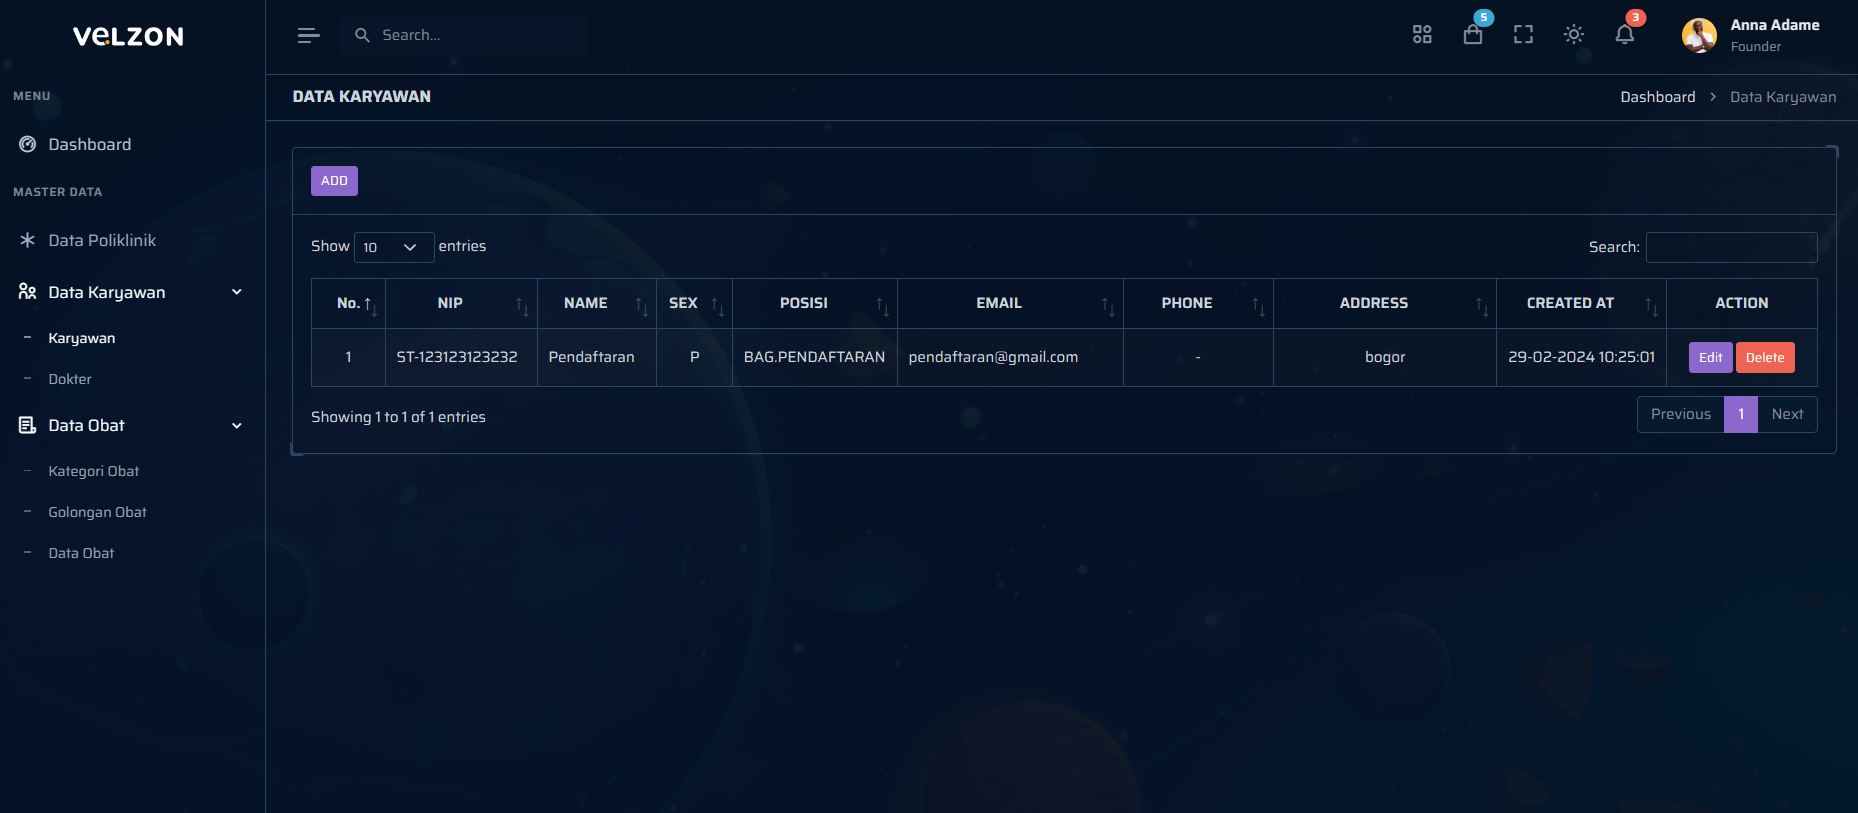 VELZON
Search...
5
3
Anna Adame
Founder
MENU
Dashboard
MASTER DATA
Data Poliklinik
Data Karyawan
Karyawan
Dokter
Data Obat
Kategori Obat
Golongan Obat
Data Obat
DATA KARYAWAN
Dashboard > Data Karyawan
ADD
Show 10 entries
Search:
No. NIP NAME SEX POSISI EMAIL PHONE ADDRESS CREATED AT ACTION
1 ST-123123123232 Pendaftaran P BAG.PENDAFTARAN pendaftaran@gmail.com - bogor 29-02-2024 10:25:01 Edit Delete
Showing 1 to 1 of 1 entries
Previous 1 Next